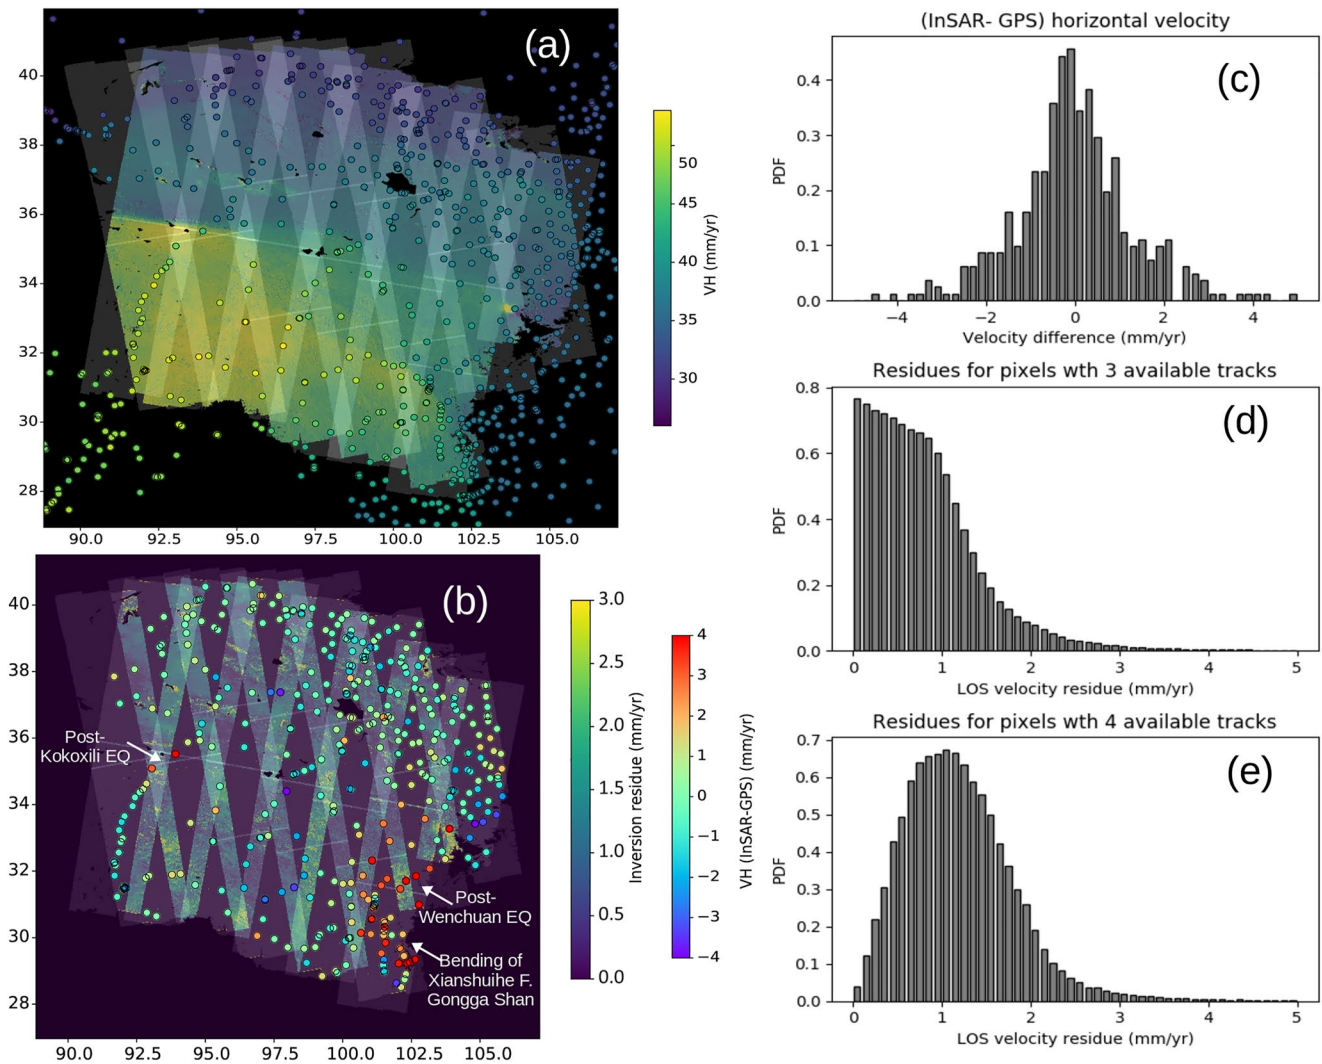 (a)
40
38
36
34
32
30
28
90.0 92.5 95.0 97.5 100.0 102.5 105.0
50
45
40
35
30
VH (mm/yr)
(b)
40
38
36
34
32
30
28
90.0 92.5 95.0 97.5 100.0 102.5 105.0
Post-
Kokoxili EQ
Post-
Wenchuan EQ
Bending of
Xianshuihe F.
Gongga Shan
3.0
2.5
2.0
1.5
1.0
0.5
0.0
Inversion residue (mm/yr)
4
3
2
1
0
−1
−2
−3
−4
VH (InSAR-GPS) (mm/yr)
(InSAR- GPS) horizontal velocity
(c)
PDF
0.4
0.3
0.2
0.1
0.0
−4 −2 0 2 4
Velocity difference (mm/yr)
Residues for pixels wth 3 available tracks
(d)
PDF
0.8
0.6
0.4
0.2
0.0
0 1 2 3 4 5
LOS velocity residue (mm/yr)
Residues for pixels wth 4 available tracks
(e)
PDF
0.7
0.6
0.5
0.4
0.3
0.2
0.1
0.0
0 1 2 3 4 5
LOS velocity residue (mm/yr)